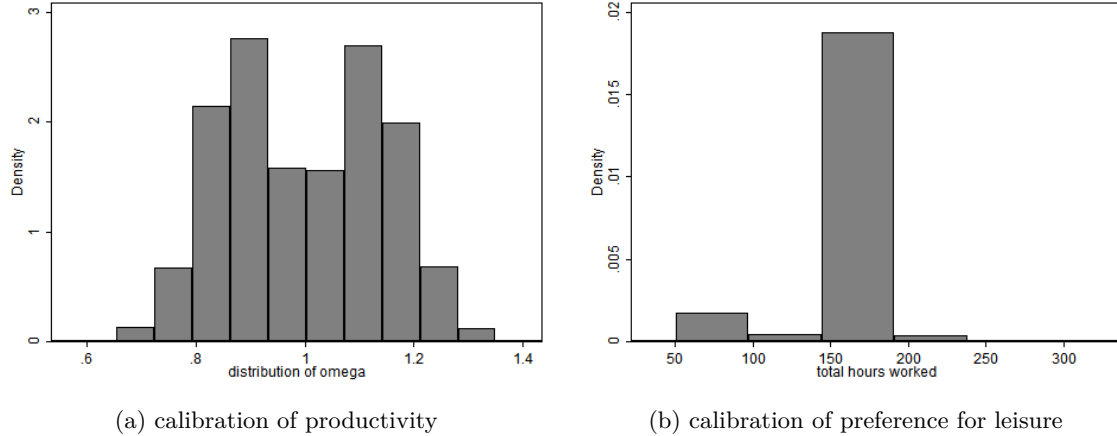 3
2
1
0
Density
.6 .8 1 1.2 1.4
distribution of omega
(a) calibration of productivity
.02
.015
.01
.005
0
Density
50 100 150 200 250 300
total hours worked
(b) calibration of preference for leisure